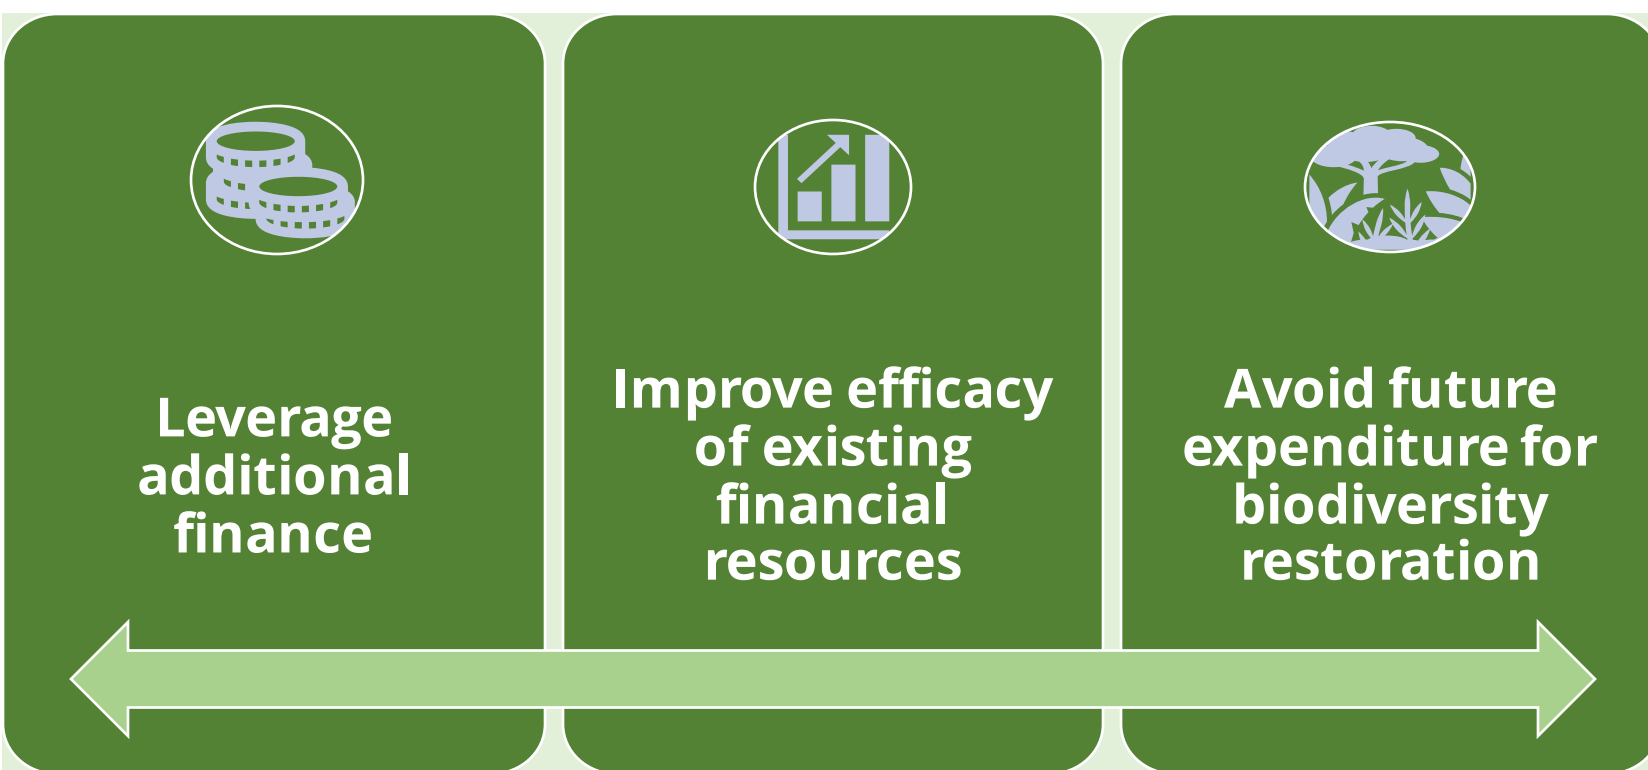 Leverage
additional
finance
Improve efficacy
of existing
financial
resources
Avoid future
expenditure for
biodiversity
restoration